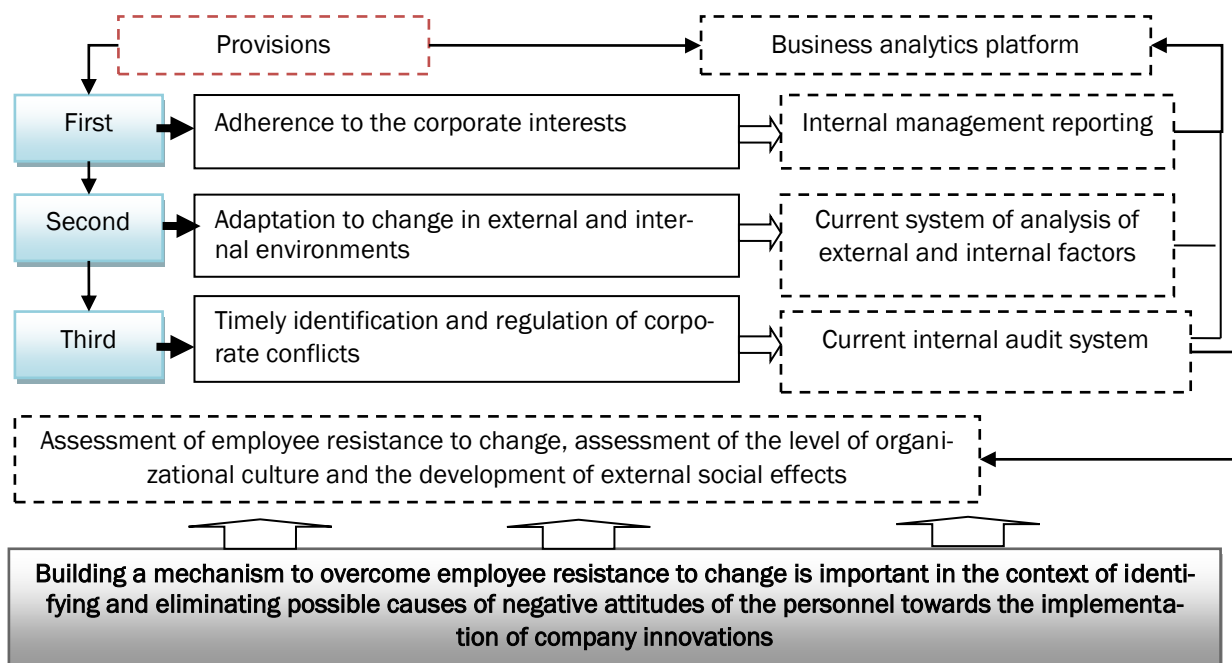 Provisions
Business analytics platform
First
Adherence to the corporate interests
Internal management reporting
Second
Adaptation to change in external and inter-
nal environments
Current system of analysis of
external and internal factors
Third
Timely identification and regulation of corpo-
rate conflicts
Current internal audit system
Assessment of employee resistance to change, assessment of the level of organi-
zational culture and the development of external social effects
Building a mechanism to overcome employee resistance to change is important in the context of identi-
fying and eliminating possible causes of negative attitudes of the personnel towards the implementa-
tion of company innovations